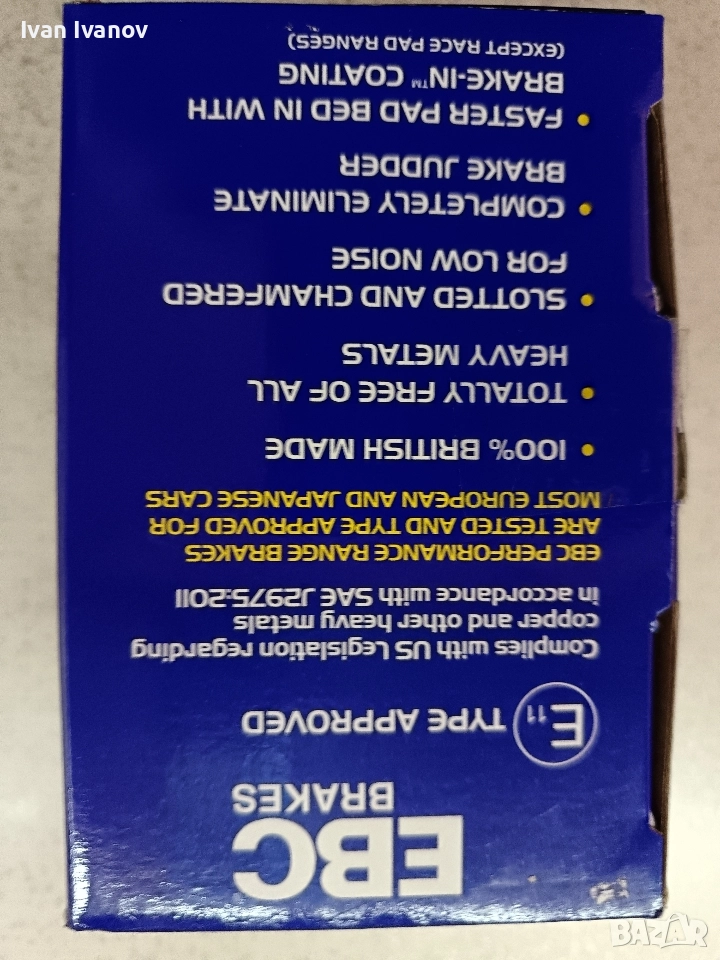 Ivan Ivanov
EBC
BRAKES
E11 TYPE APPROVED
Complies with US Legislation regarding
copper and other heavy metals
in accordance with SAE J2975:2011
EBC PERFORMANCE RANGE BRAKES
ARE TESTED AND TYPE APPROVED FOR
MOST EUROPEAN AND JAPANESE CARS
• 100% BRITISH MADE
• TOTALLY FREE OF ALL
HEAVY METALS
• SLOTTED AND CHAMFERED
FOR LOW NOISE
• COMPLETELY ELIMINATE
BRAKE JUDDER
• FASTER PAD BED IN WITH
BRAKE-IN™ COATING
(EXCEPT RACE PAD RANGES)
BAZAR